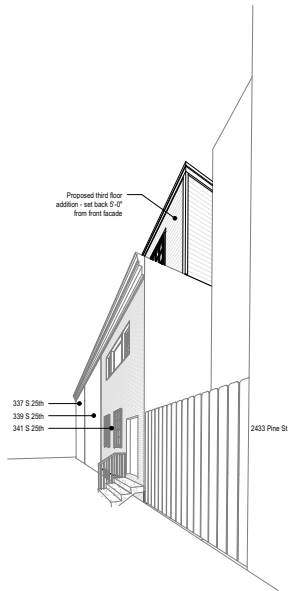 Proposed third floor
addition - set back 5'-0"
from front facade
337 S 25th
339 S 25th
341 S 25th
2433 Pine St